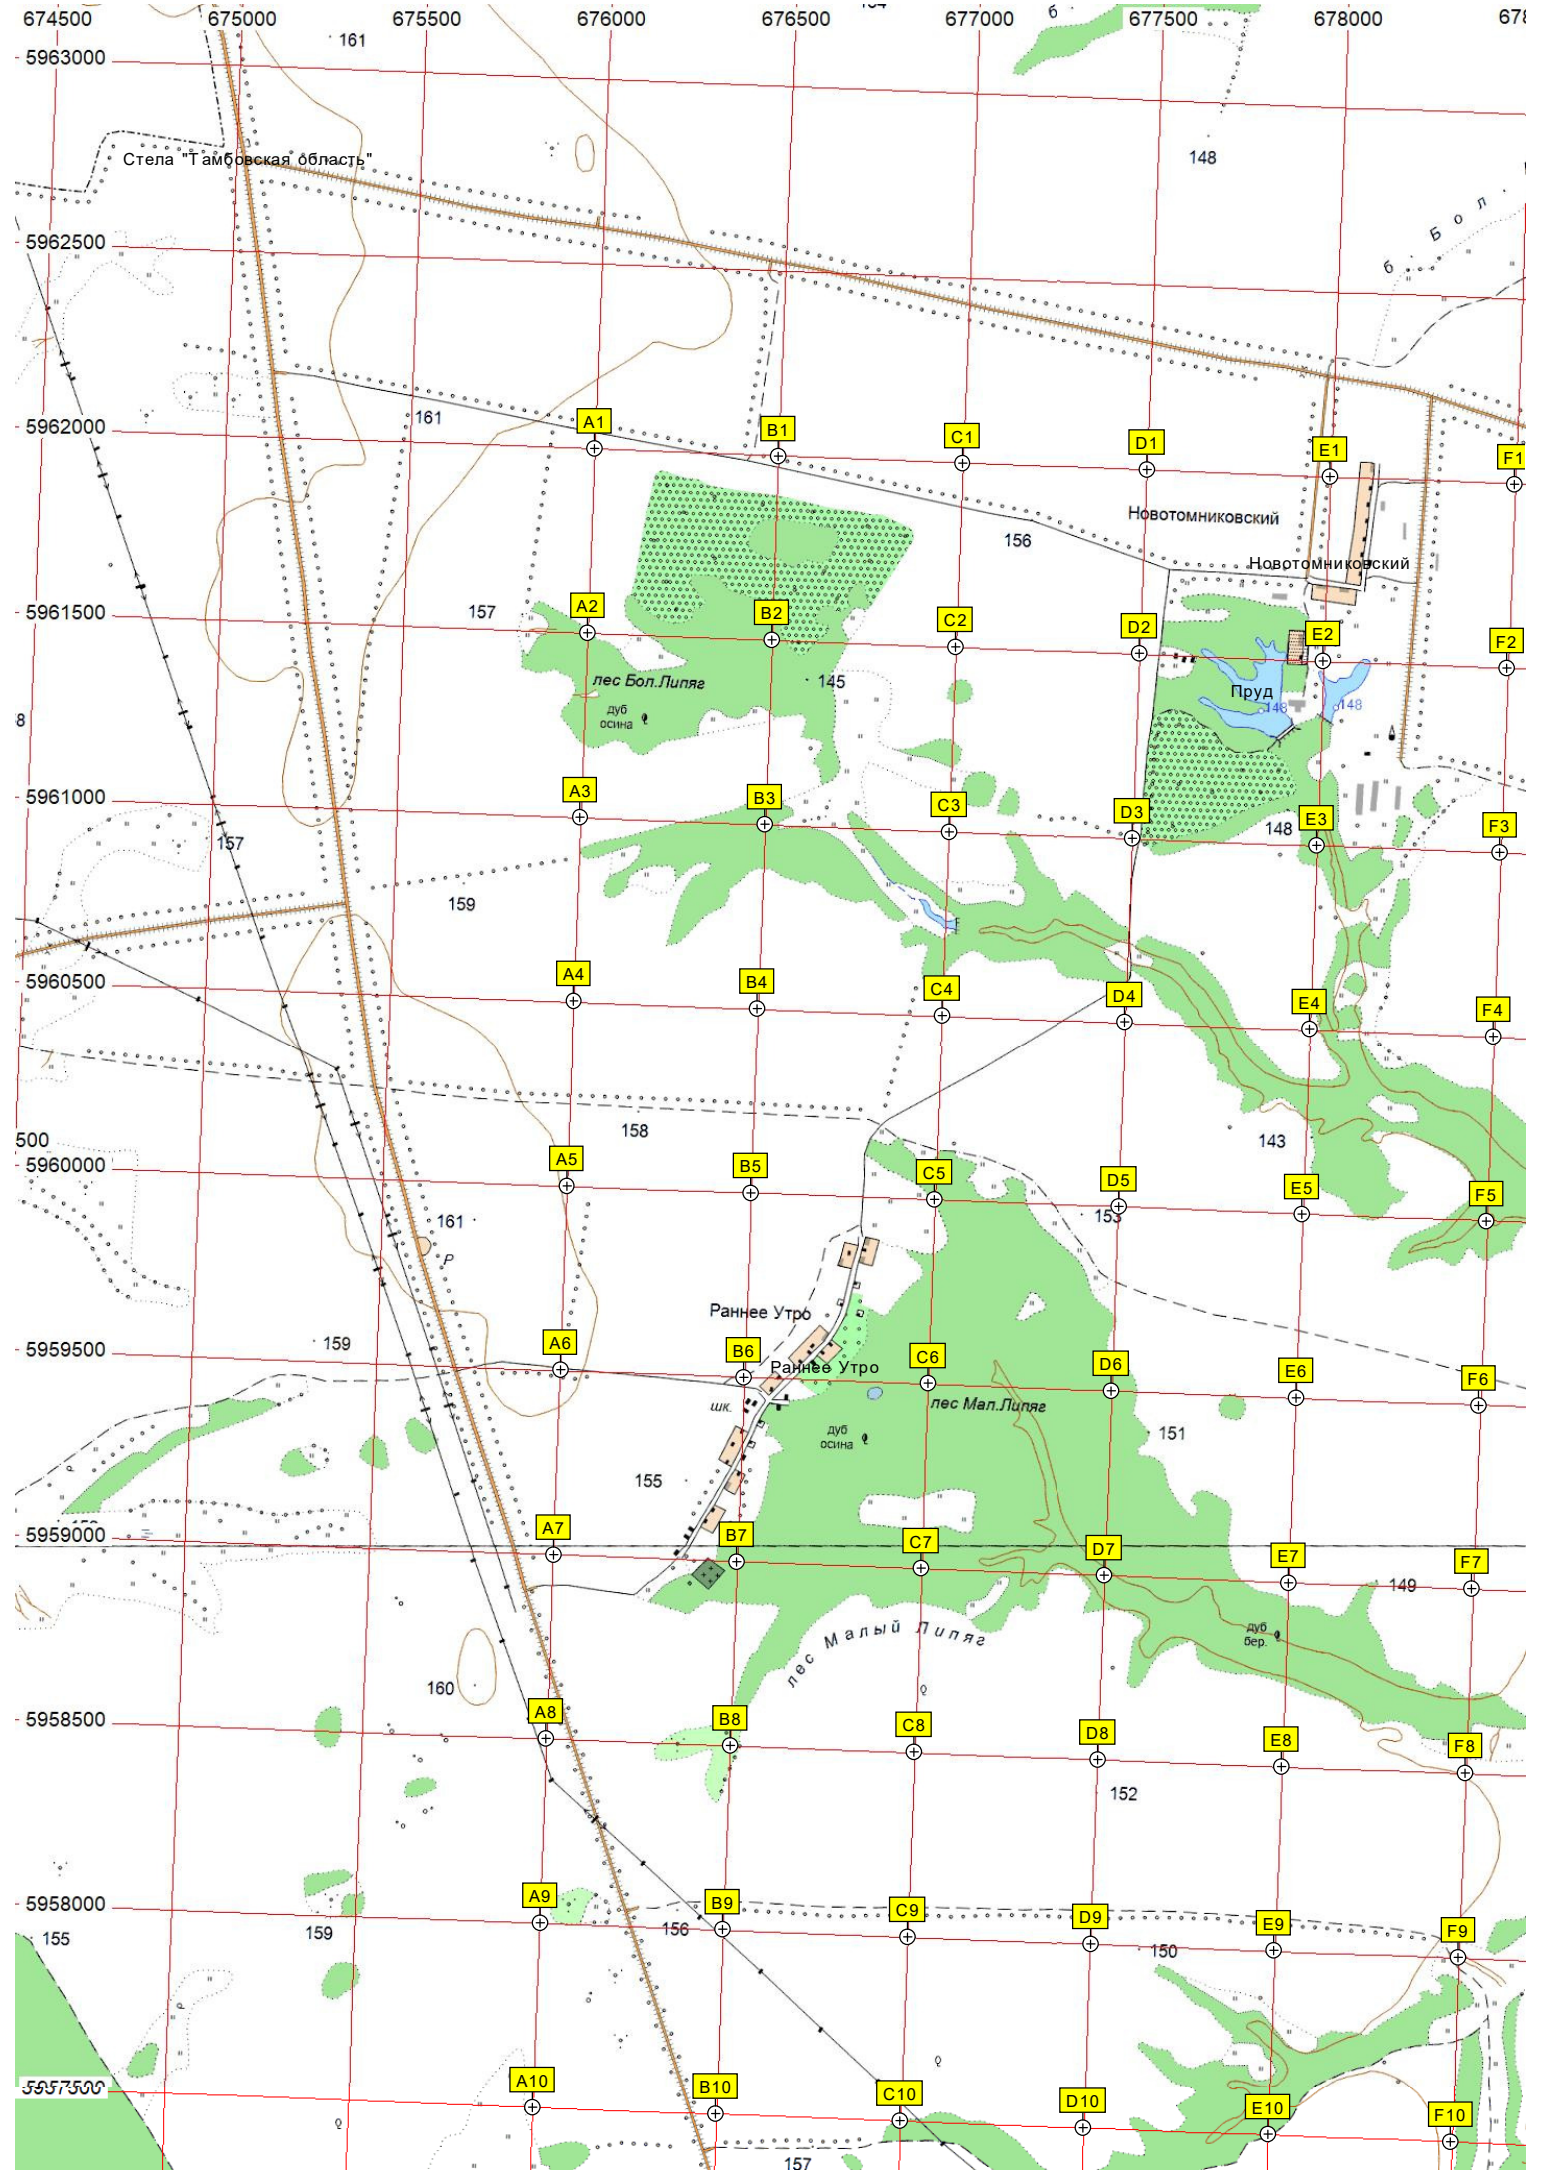 674500 675000 675500 676000 676500 677000 677500 678000 678
5963000
161
б
148
Стела "Тамбовская область"
б. Бол.
5962500
5962000
161
A1 B1 C1 D1 E1 F1
Новотомниковский
156
Новотомниковский
5961500
157
A2 B2 C2 D2 E2 F2
лес Бол.Липяг
145
дуб
осина
Пруд
148 148
8
5961000
A3 B3 C3 D3 E3 F3
157
148
159
5960500
A4 B4 C4 D4 E4 F4
158
143
500
5960000
A5 B5 C5 D5 E5 F5
161
153
Р
Раннее Утро
159
5959500
A6 B6 C6 D6 E6 F6
Раннее Утро
шк.
лес Мал.Липяг
дуб
осина
151
155
5959000
A7 B7 C7 D7 E7 F7
149
лес Малый Липяг
дуб
бер.
160
5958500
A8 B8 C8 D8 E8 F8
152
5958000
A9 B9 C9 D9 E9 F9
155
159
156
150
5957500
A10 B10 C10 D10 E10 F10
157